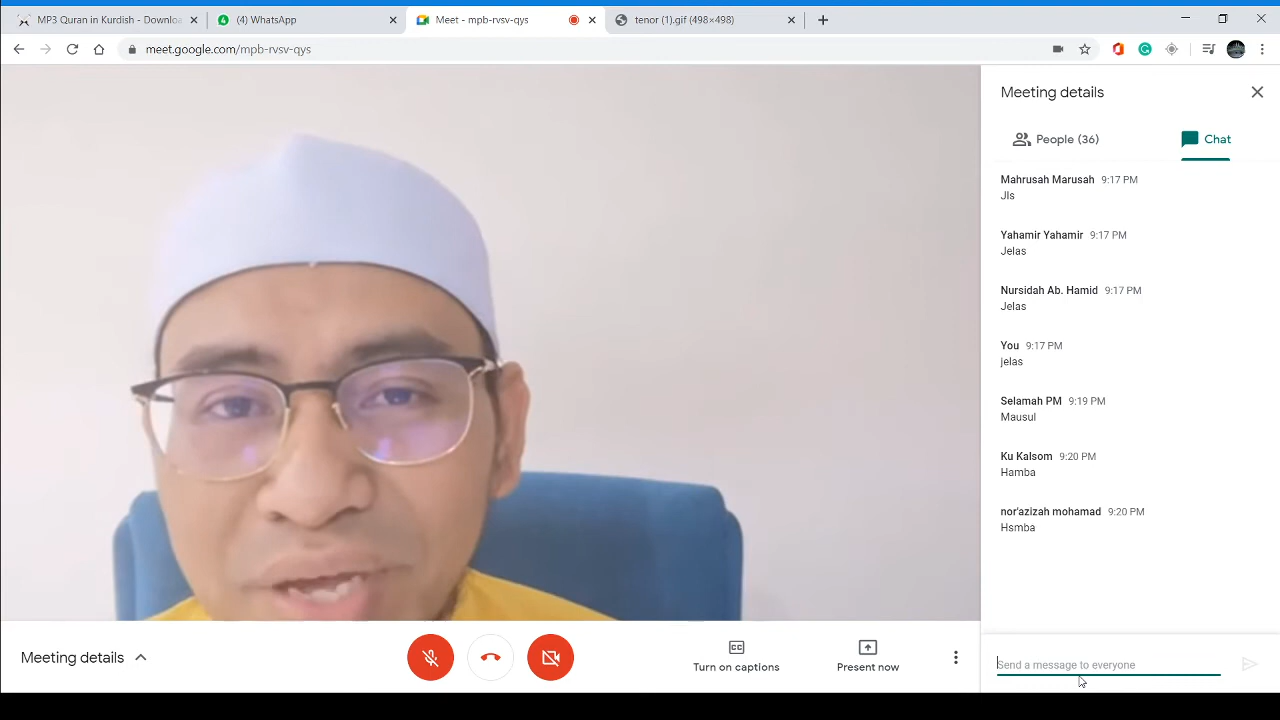 MP3 Quran in Kurdish - Downloa
(4) WhatsApp
Meet - mpb-rvsv-qys
tenor (1).gif (498×498)
meet.google.com/mpb-rvsv-qys
Meeting details
People (36)
Chat
Mahrusah Marusah 9:17 PM
Jls
Yahamir Yahamir 9:17 PM
Jelas
Nursidah Ab. Hamid 9:17 PM
Jelas
You 9:17 PM
jelas
Selamah PM 9:19 PM
Mausul
Ku Kalsom 9:20 PM
Hamba
nor'azizah mohamad 9:20 PM
Hsmba
Send a message to everyone
Meeting details
Turn on captions
Present now